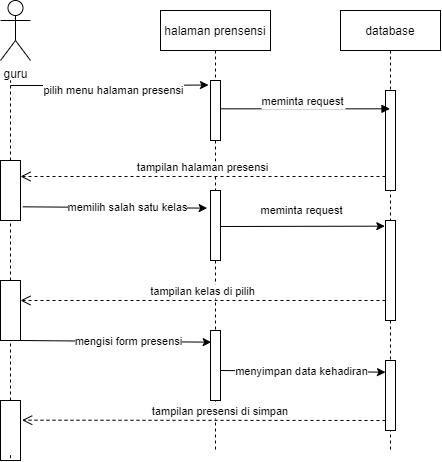 halaman prensensi
database
guru
pilih menu halaman presensi
meminta request
tampilan halaman presensi
memilih salah satu kelas
meminta request
tampilan kelas di pilih
mengisi form presensi
menyimpan data kehadiran
tampilan presensi di simpan